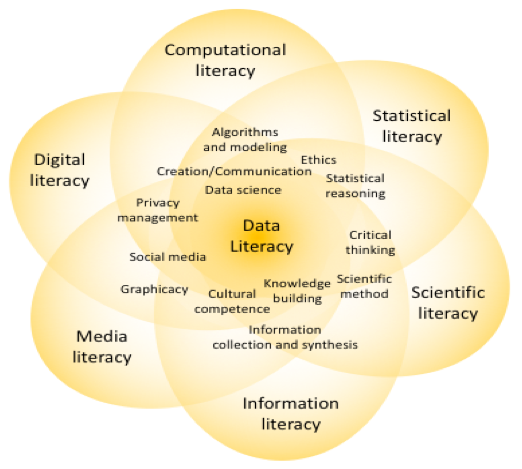 Computational
literacy
Statistical
literacy
Digital
literacy
Algorithms
and modeling
Ethics
Creation/Communication
Statistical
reasoning
Data science
Privacy
management
Data
Literacy
Critical
thinking
Social media
Graphicacy
Cultural
competence
Knowledge
building
Scientific
method
Scientific
literacy
Media
literacy
Information
collection and synthesis
Information
literacy